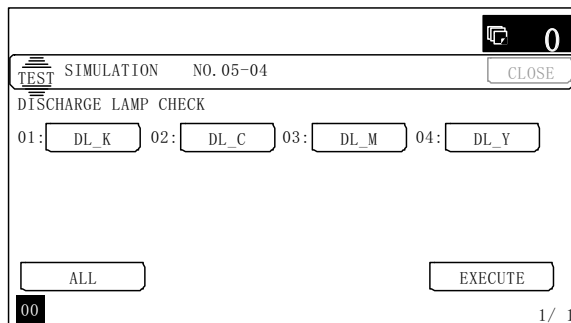 0
TEST SIMULATION NO.05-04 CLOSE
DISCHARGE LAMP CHECK
01: DL_K 02: DL_C 03: DL_M 04: DL_Y
ALL EXECUTE
00 1/ 1